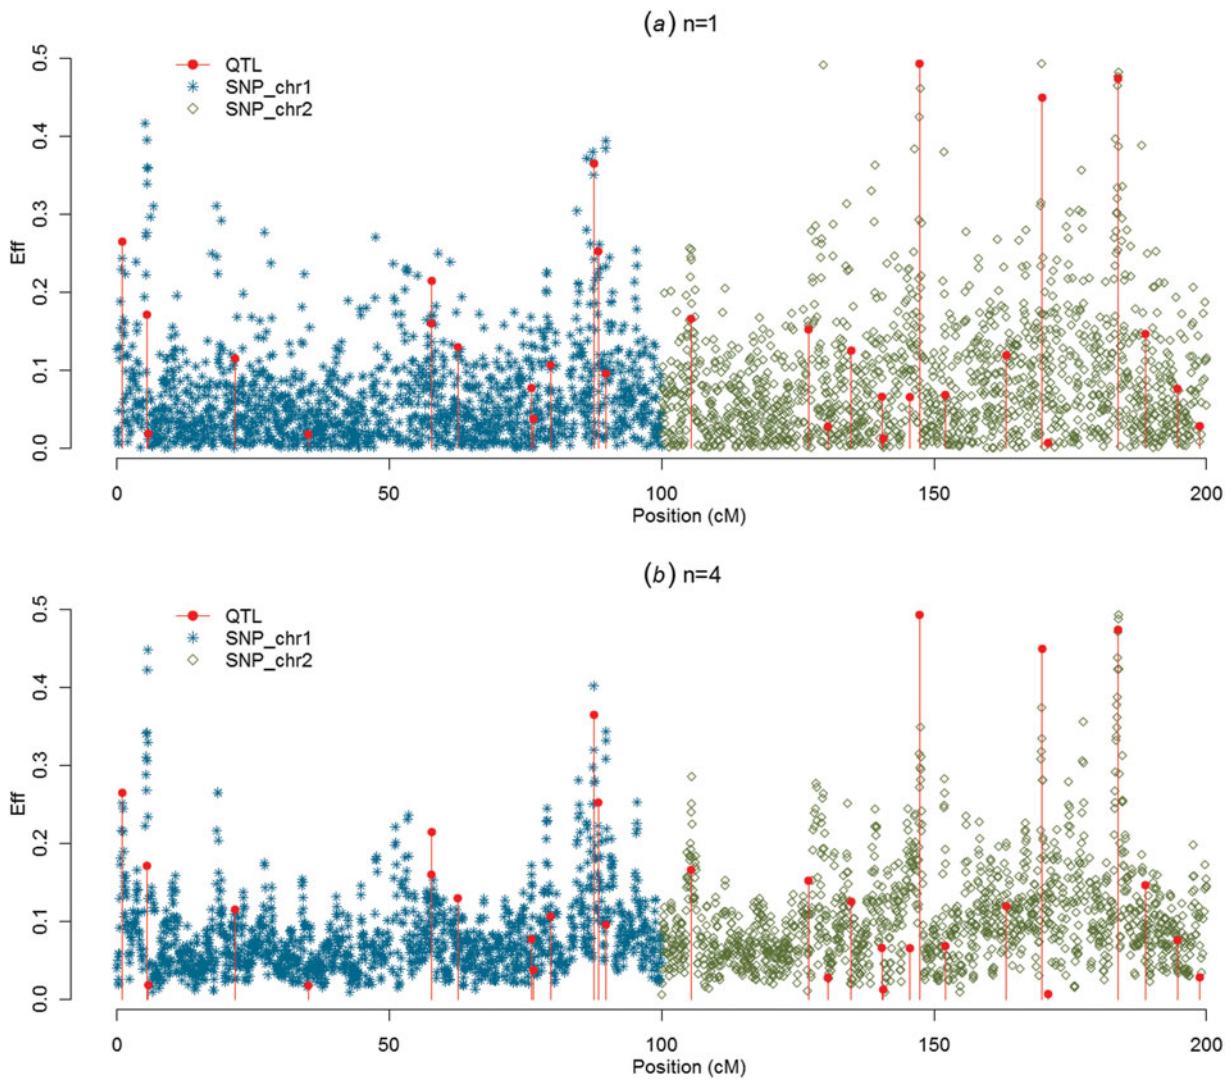 (a) n=1
QTL
SNP_chr1
SNP_chr2
Eff
0.0 0.1 0.2 0.3 0.4 0.5
0 50 100 150 200
Position (cM)
(b) n=4
QTL
SNP_chr1
SNP_chr2
Eff
0.0 0.1 0.2 0.3 0.4 0.5
0 50 100 150 200
Position (cM)